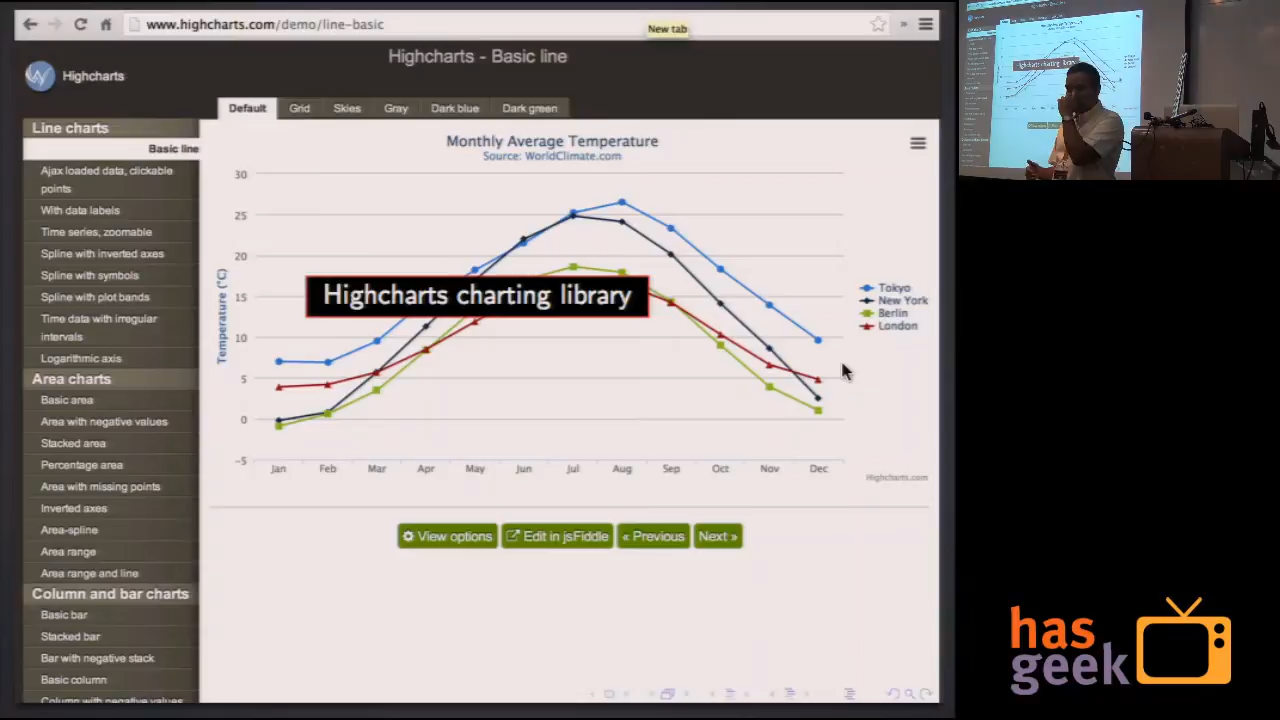 www.highcharts.com/demo/line-basic
New tab
Highcharts - Basic line
Highcharts
Default
Grid
Skies
Gray
Dark blue
Dark green
Line charts
Basic line
Ajax loaded data, clickable
points
With data labels
Time series, zoomable
Spline with inverted axes
Spline with symbols
Spline with plot bands
Time data with irregular
intervals
Logarithmic axis
Area charts
Basic area
Area with negative values
Stacked area
Percentage area
Area with missing points
Inverted axes
Area-spline
Area range
Area range and line
Column and bar charts
Basic bar
Stacked bar
Bar with negative stack
Basic column
Column with negative values
Monthly Average Temperature
Source: WorldClimate.com
Temperature (°C)
30
25
20
15
10
5
0
-5
Jan Feb Mar Apr May Jun Jul Aug Sep Oct Nov Dec
Highcharts charting library
Tokyo
New York
Berlin
London
Highcharts.com
View options
Edit in jsFiddle
« Previous
Next »
Highcharts charting library
has
geek